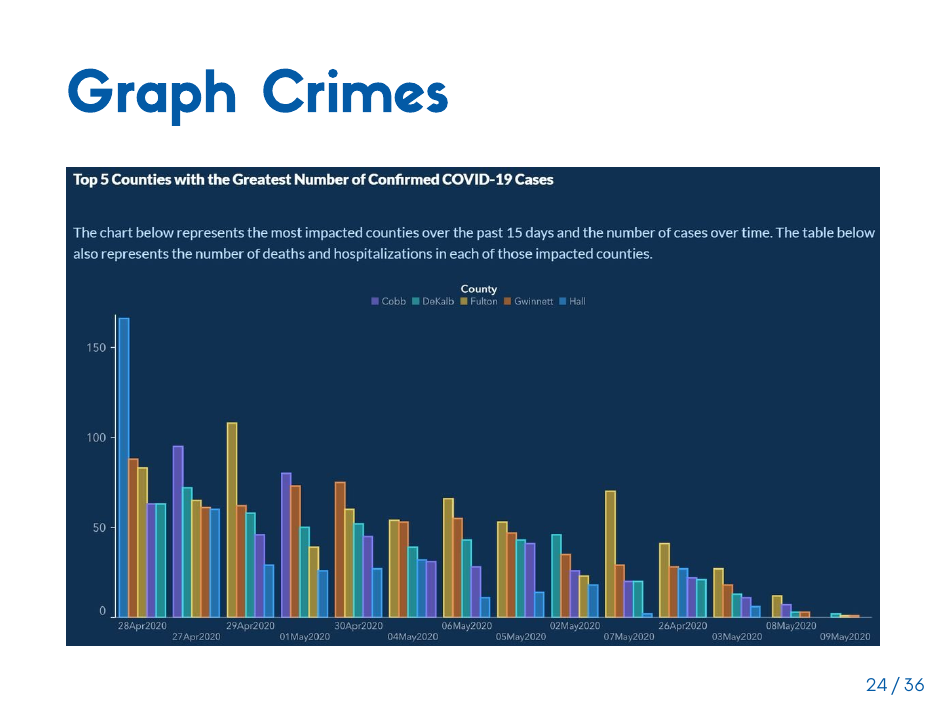 Graph Crimes
Top 5 Counties with the Greatest Number of Confirmed COVID-19 Cases
The chart below represents the most impacted counties over the past 15 days and the number of cases over time. The table below
also represents the number of deaths and hospitalizations in each of those impacted counties.
County
Cobb DeKalb Fulton Gwinnett Hall
150
100
50
0
28Apr2020 29Apr2020 30Apr2020 06May2020 02May2020 26Apr2020 08May2020
27Apr2020 01May2020 04May2020 05May2020 07May2020 03May2020 09May2020
24 / 36